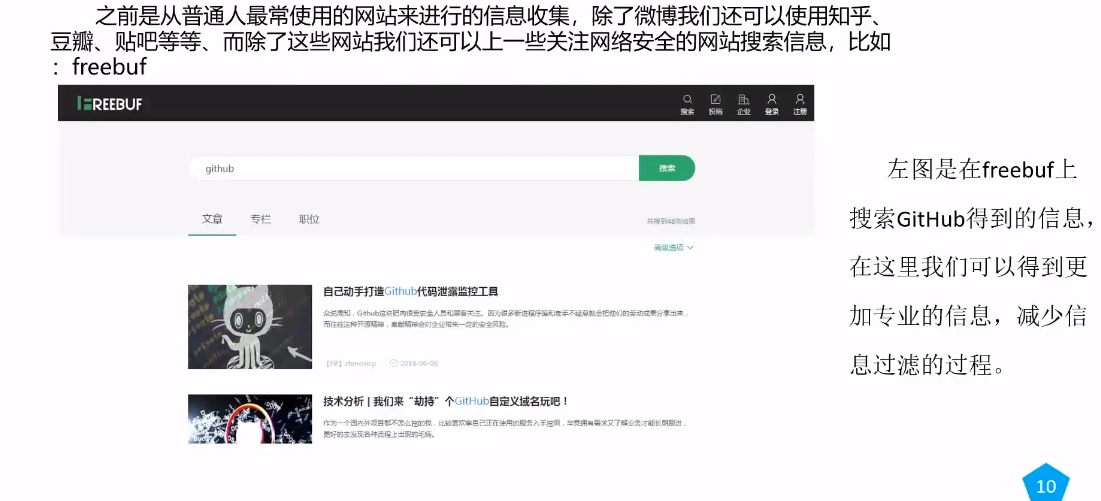 之前是从普通人最常使用的网站来进行的信息收集，除了微博我们还可以使用知乎、
豆瓣、贴吧等等、而除了这些网站我们还可以上一些关注网络安全的网站搜索信息，比如
：freebuf
FREEBUF
搜索 投稿 企业 登录 注册
github 搜索
文章 专栏 职位
共搜到48条结果
高级选项
自己动手打造Github代码泄露监控工具
众说周知，Github这块肥肉很受安全人员和黑客关注。因为很多新进程序猿和老手不经意就会把他们的劳动成果分享出来，
而往往这种开源精神，奉献精神会对企业带来一定的安全风险。
2018-06-06
技术分析 | 我们来“劫持”个GitHub自定义域名玩吧！
作为一个国内外项目都不怎么挖的我，比较喜欢拿自己正在使用的服务入手挖洞，毕竟拥有需求又了解业务才能长期跟进，
更好的去发现各种流程上出现的毛病。
左图是在freebuf上
搜索GitHub得到的信息，
在这里我们可以得到更
加专业的信息，减少信
息过滤的过程。
10